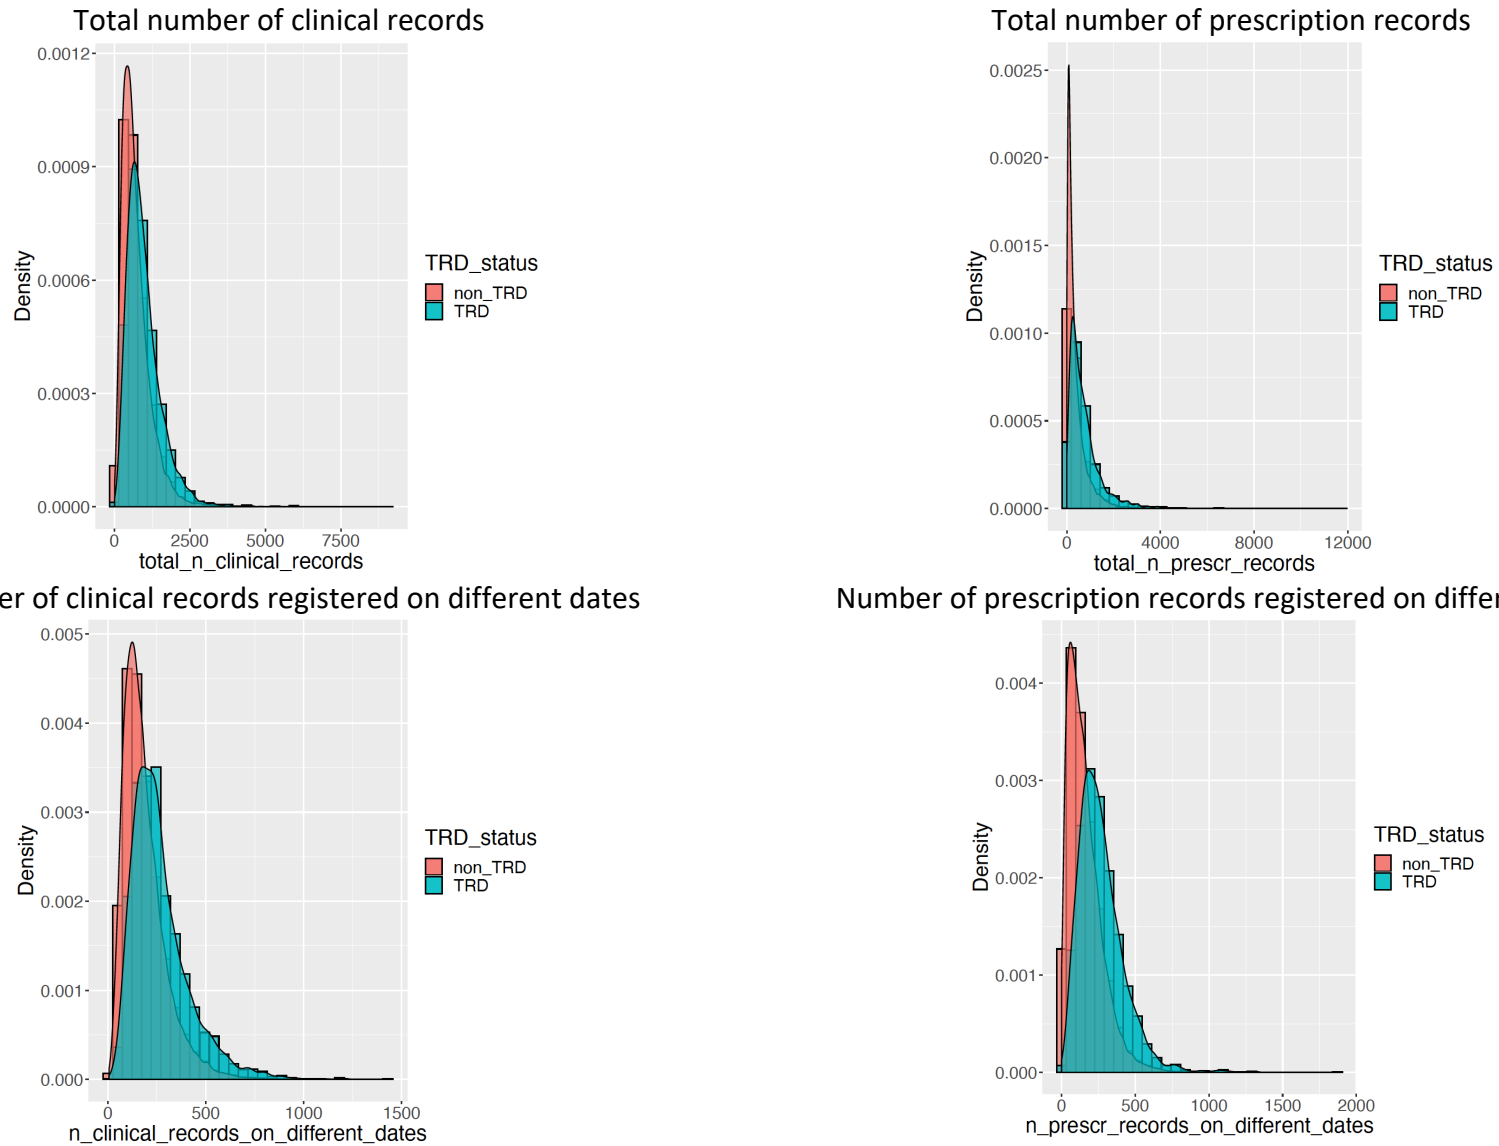 Total number of clinical records
0.0012
0.0009
0.0006
0.0003
0.0000
Density
0 2500 5000 7500
total_n_clinical_records
TRD_status
non_TRD
TRD
Total number of prescription records
0.0025
0.0020
0.0015
0.0010
0.0005
0.0000
Density
0 4000 8000 12000
total_n_prescr_records
TRD_status
non_TRD
TRD
er of clinical records registered on different dates
0.005
0.004
0.003
0.002
0.001
0.000
Density
0 500 1000 1500
n_clinical_records_on_different_dates
TRD_status
non_TRD
TRD
Number of prescription records registered on differ
0.004
0.003
0.002
0.001
0.000
Density
0 500 1000 1500 2000
n_prescr_records_on_different_dates
TRD_status
non_TRD
TRD